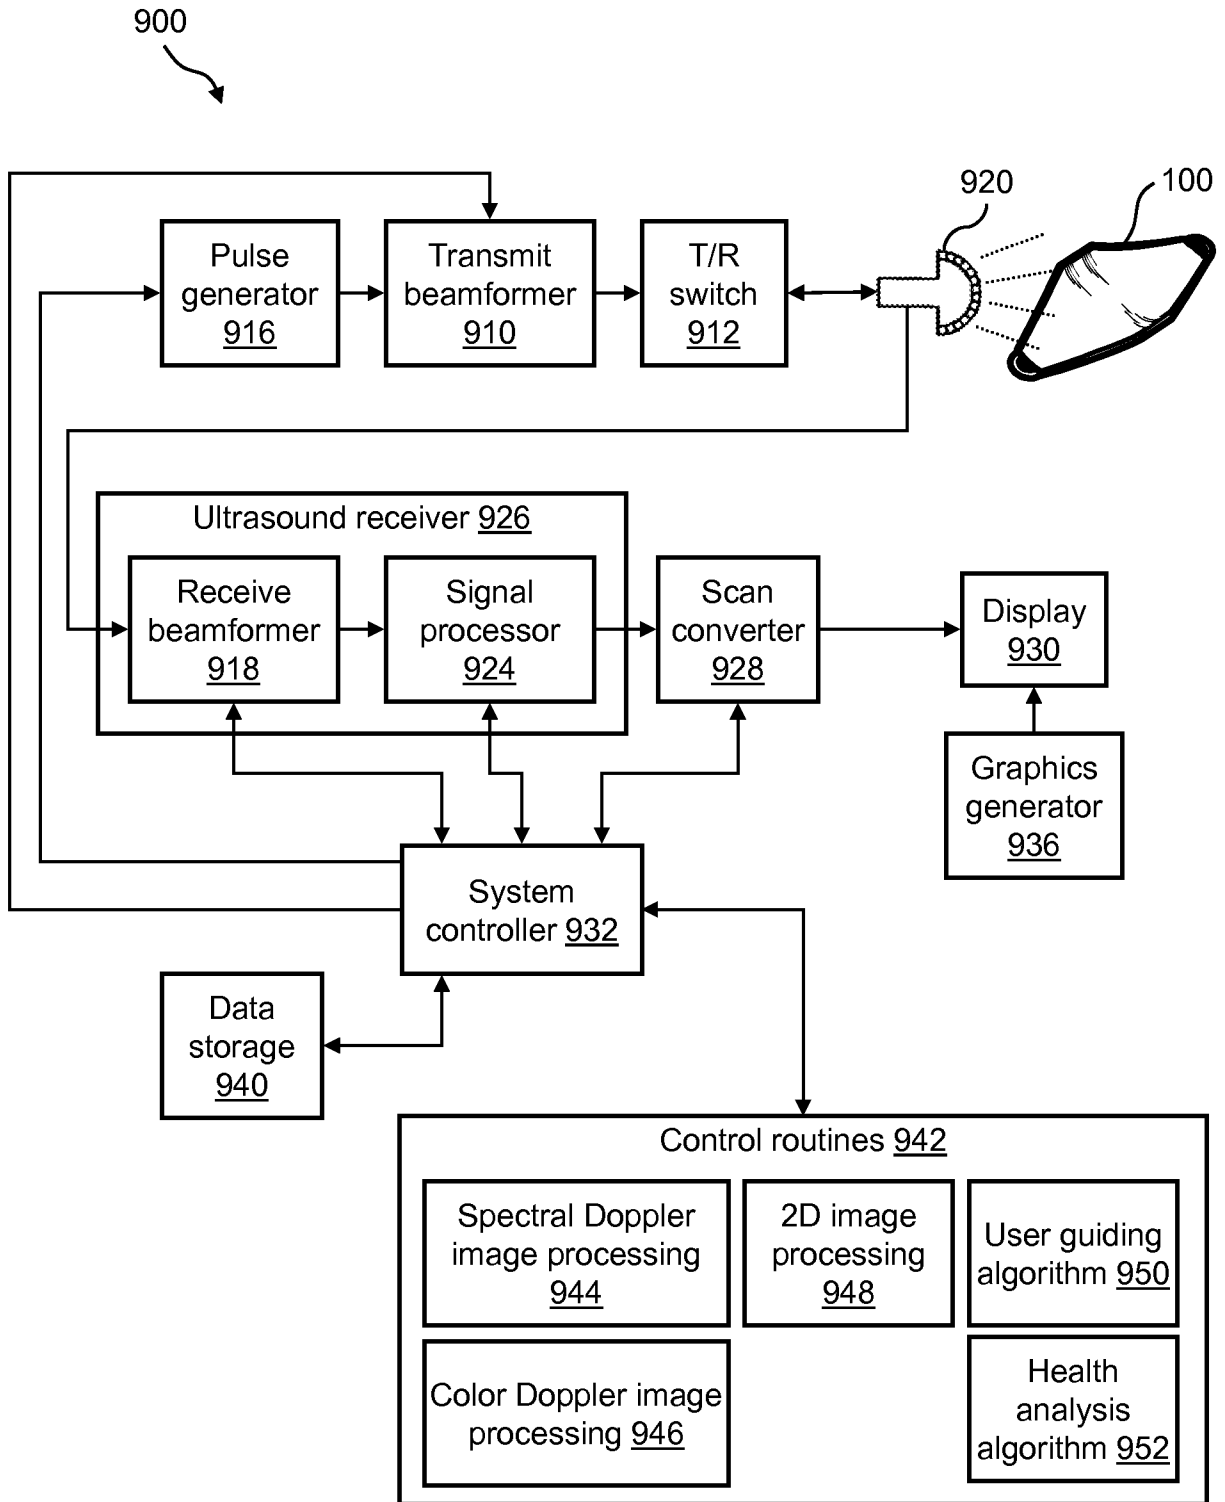 900
920
100
Pulse
generator
916
Transmit
beamformer
910
T/R
switch
912
Ultrasound receiver 926
Receive
beamformer
918
Signal
processor
924
Scan
converter
928
Display
930
Graphics
generator
936
System
controller 932
Data
storage
940
Control routines 942
Spectral Doppler
image processing
944
2D image
processing
948
User guiding
algorithm 950
Color Doppler image
processing 946
Health
analysis
algorithm 952